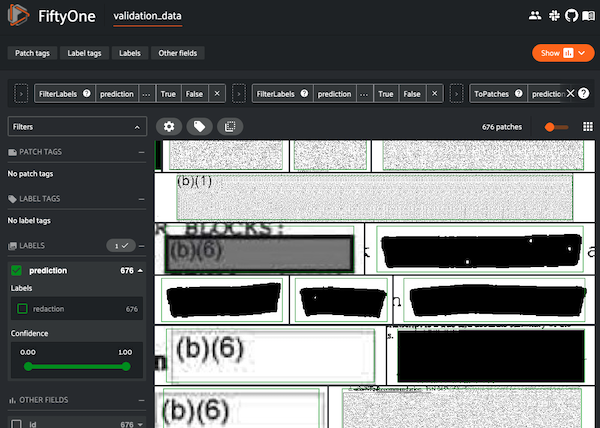 FiftyOne
validation_data
Patch tags
Label tags
Labels
Other fields
Show
FilterLabels
prediction
...
True
False
FilterLabels
prediction
...
True
False
ToPatches
prediction
Filters
676 patches
PATCH TAGS
No patch tags
LABEL TAGS
No label tags
LABELS
1
prediction
676
Labels
redaction
676
Confidence
0.00
1.00
OTHER FIELDS
id
676
(b)(1)
R BLOCKS:
(b)(6)
a
n
s.
(b)(6)
(b)(6)